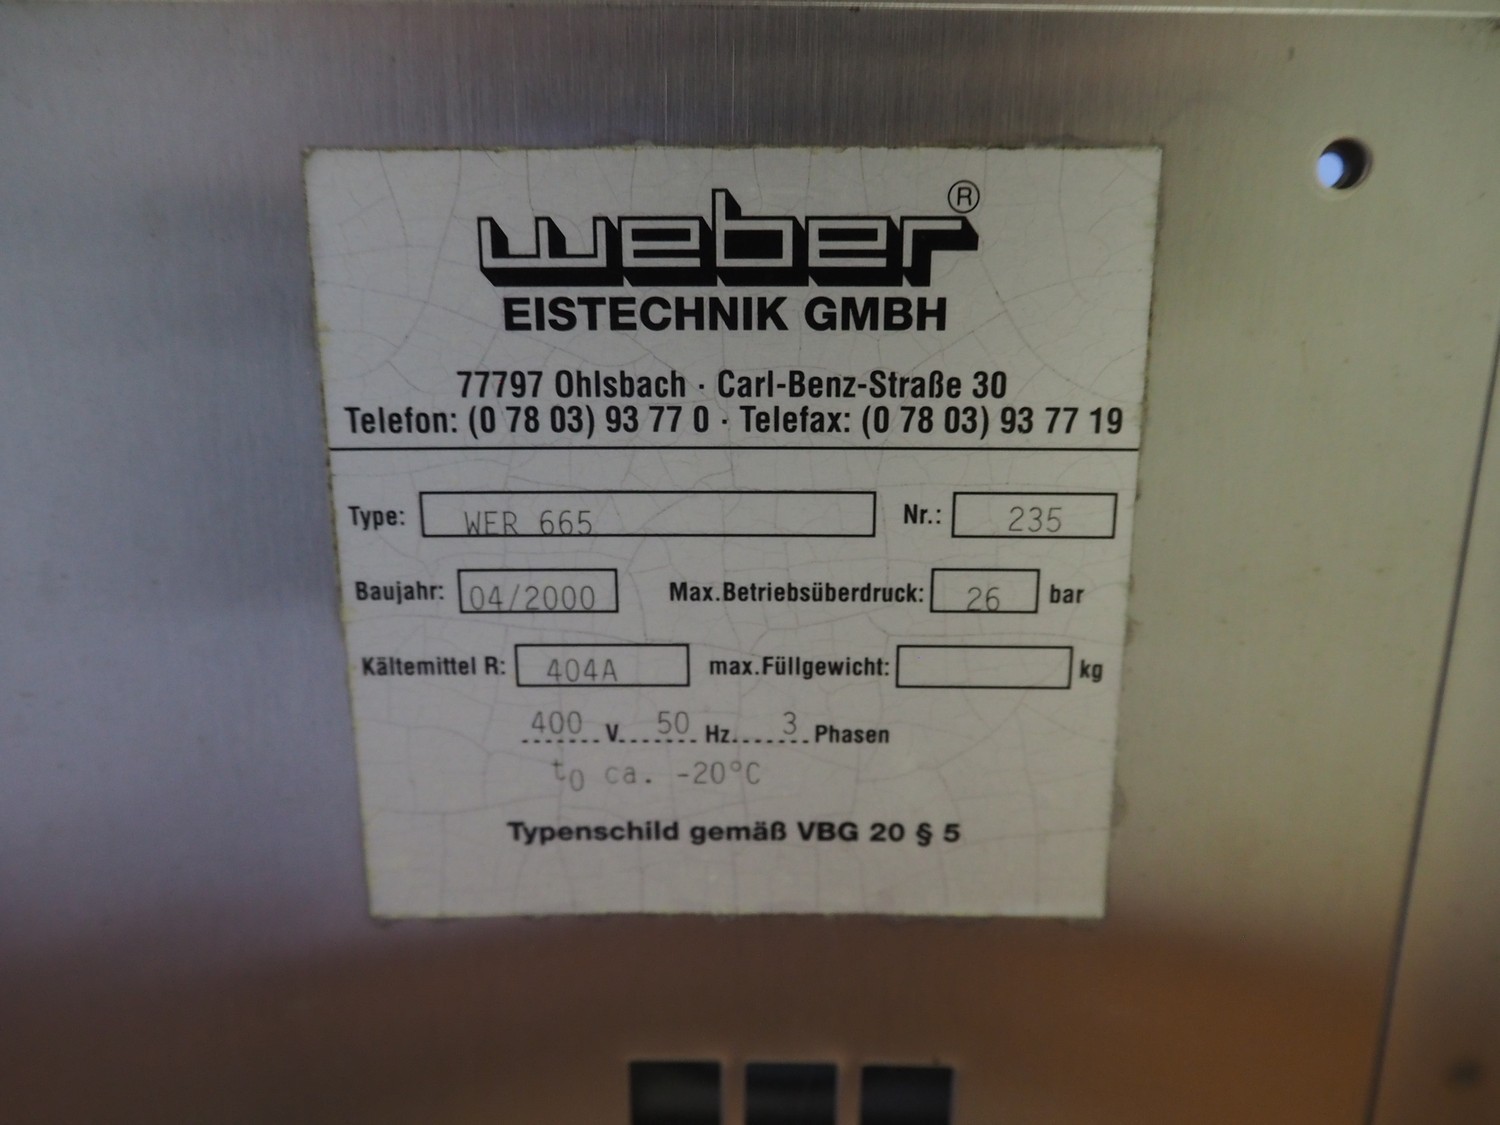 weber®
EISTECHNIK GMBH
77797 Ohlsbach · Carl-Benz-Straße 30
Telefon: (0 78 03) 93 77 0 · Telefax: (0 78 03) 93 77 19
Type: WER 665 Nr.: 235
Baujahr: 04/2000 Max.Betriebsüberdruck: 26 bar
Kältemittel R: 404A max.Füllgewicht: kg
400 V 50 Hz 3 Phasen
t0 ca. -20°C
Typenschild gemäß VBG 20 § 5